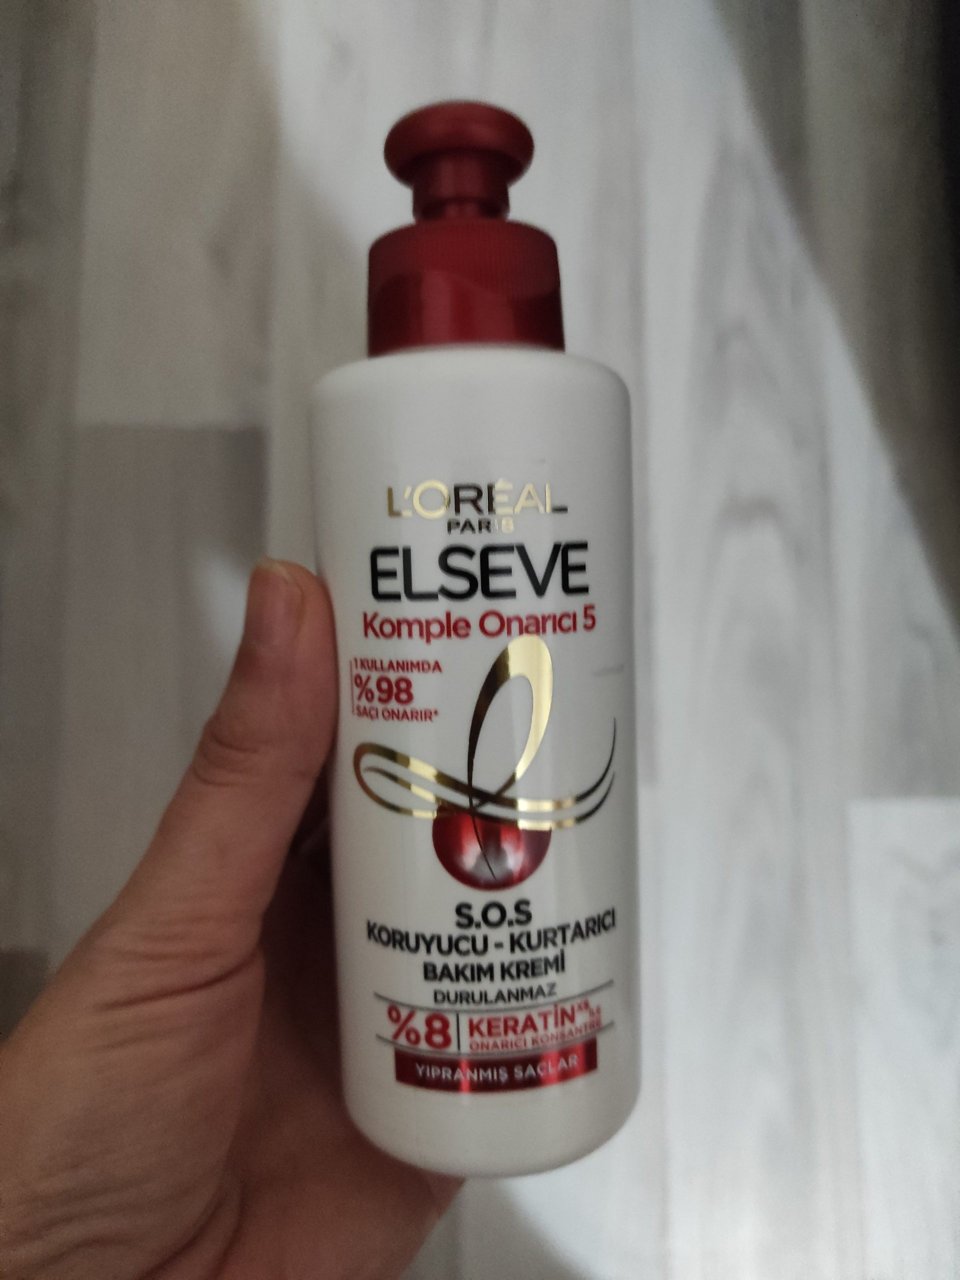 L'ORÉAL
PARIS
ELSEVE
Komple Onarıcı 5
1 KULLANIMDA
%98
SAÇI ONARIR*
S.O.S
KORUYUCU - KURTARICI
BAKIM KREMİ
DURULANMAZ
%8 KERATİN
ONARICI KONSANTRE
YIPRANMIŞ SAÇLAR